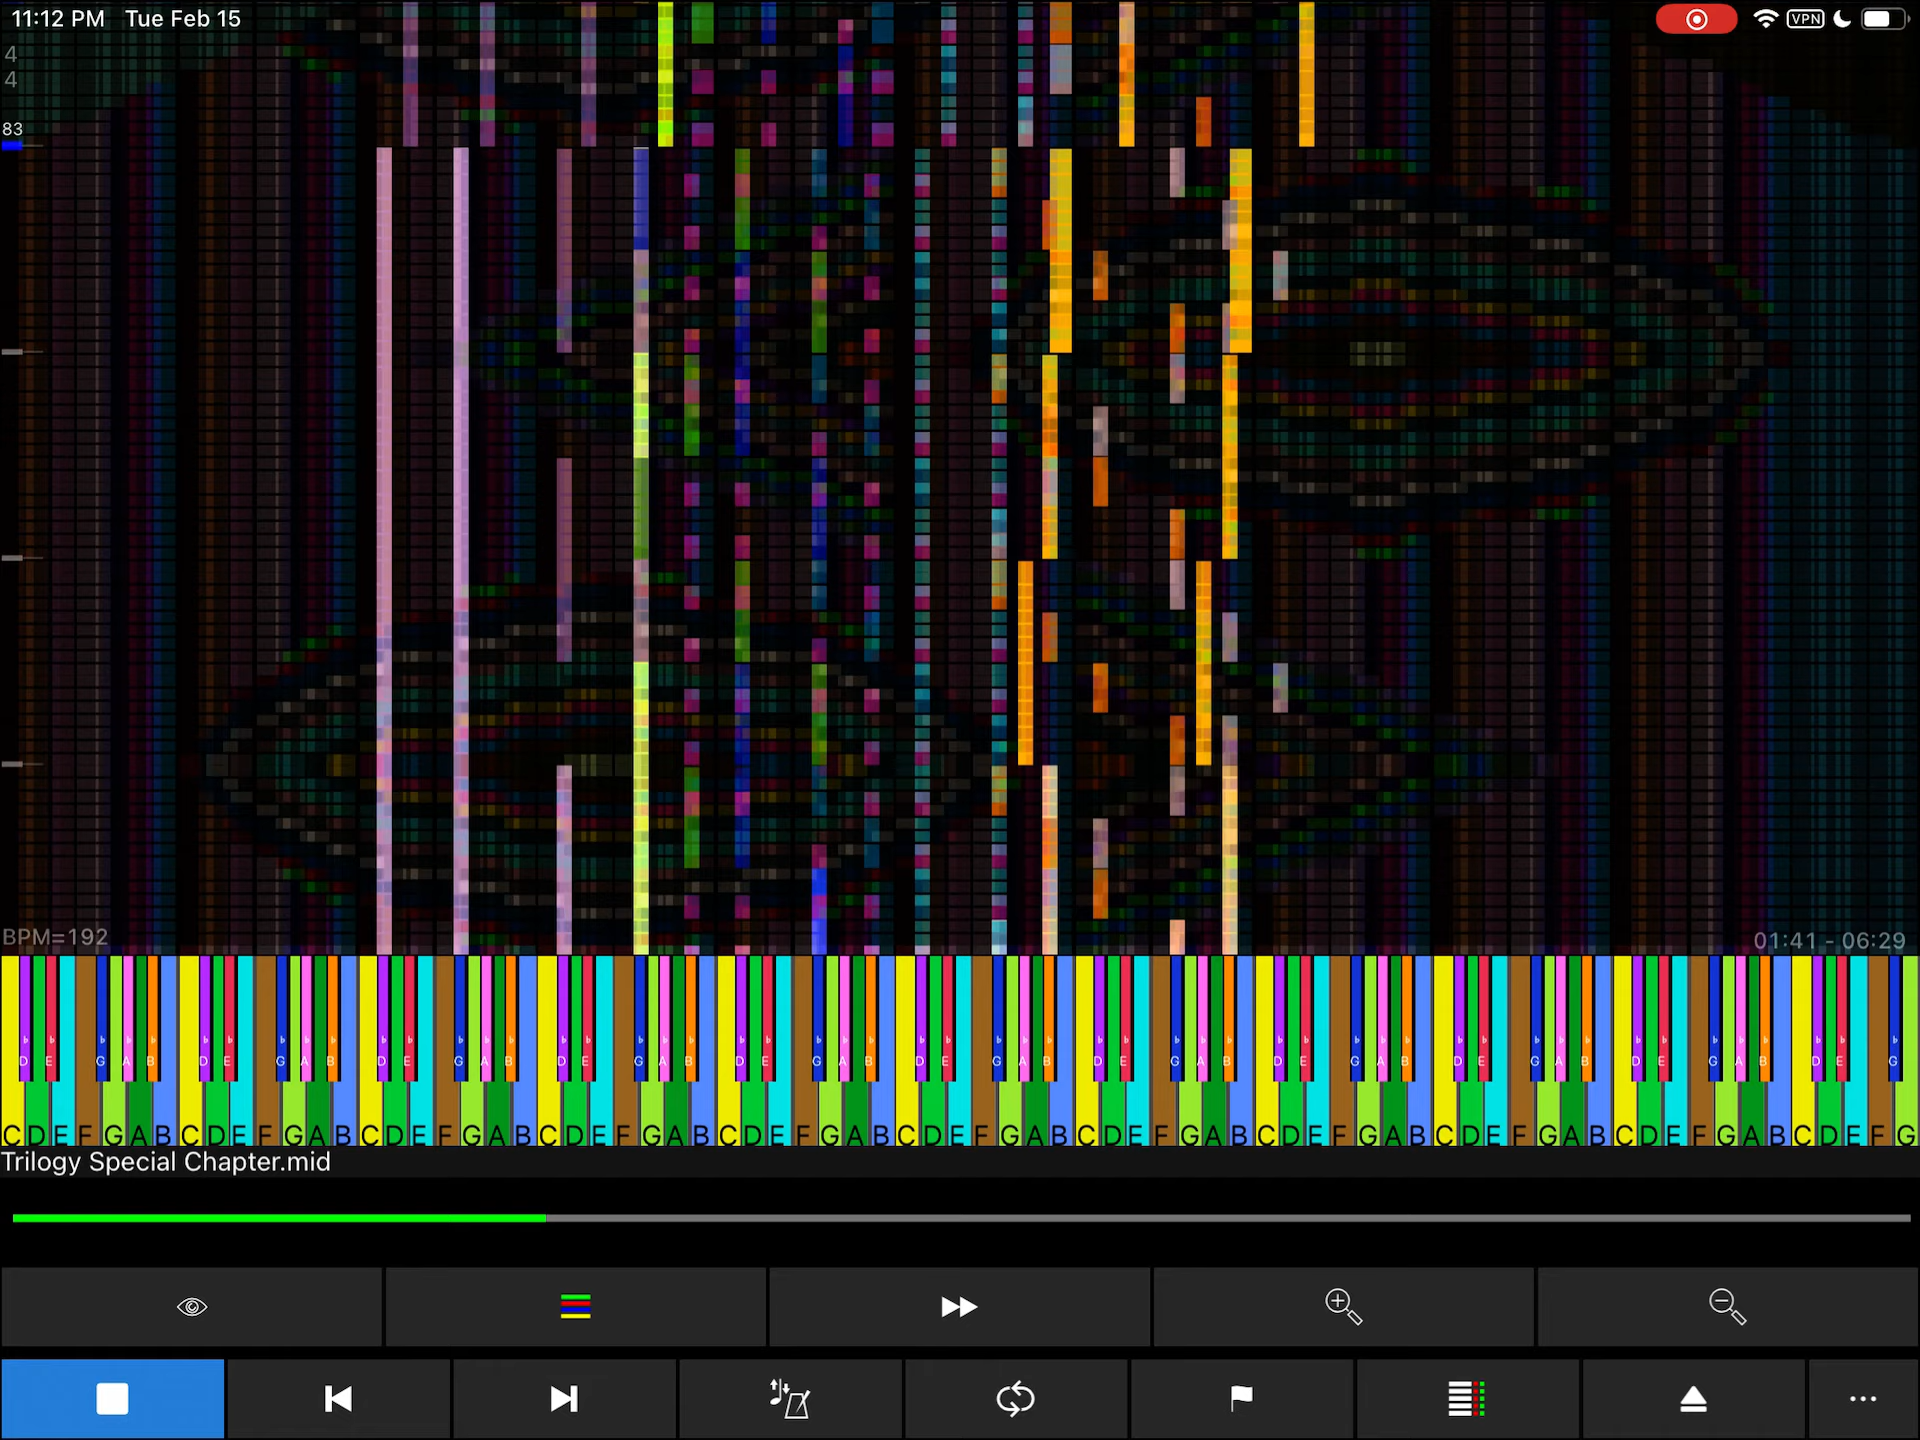 11:12 PM Tue Feb 15
VPN
4
4
83
BPM=192
01:41 - 06:29
♭D ♭E ♭G ♭A ♭B ♭D ♭E ♭G ♭A ♭B ♭D ♭E ♭G ♭A ♭B ♭D ♭E ♭G ♭A ♭B ♭D ♭E ♭G ♭A ♭B ♭D ♭E ♭G ♭A ♭B ♭D ♭E ♭G ♭A ♭B ♭D ♭E ♭G ♭A ♭B ♭D ♭E ♭G ♭A ♭B ♭D ♭E ♭G ♭A ♭B ♭D ♭E ♭G
C D E F G A B C D E F G A B C D E F G A B C D E F G A B C D E F G A B C D E F G A B C D E F G A B C D E F G A B C D E F G A B C D E F G A B C D E F G
Trilogy Special Chapter.mid